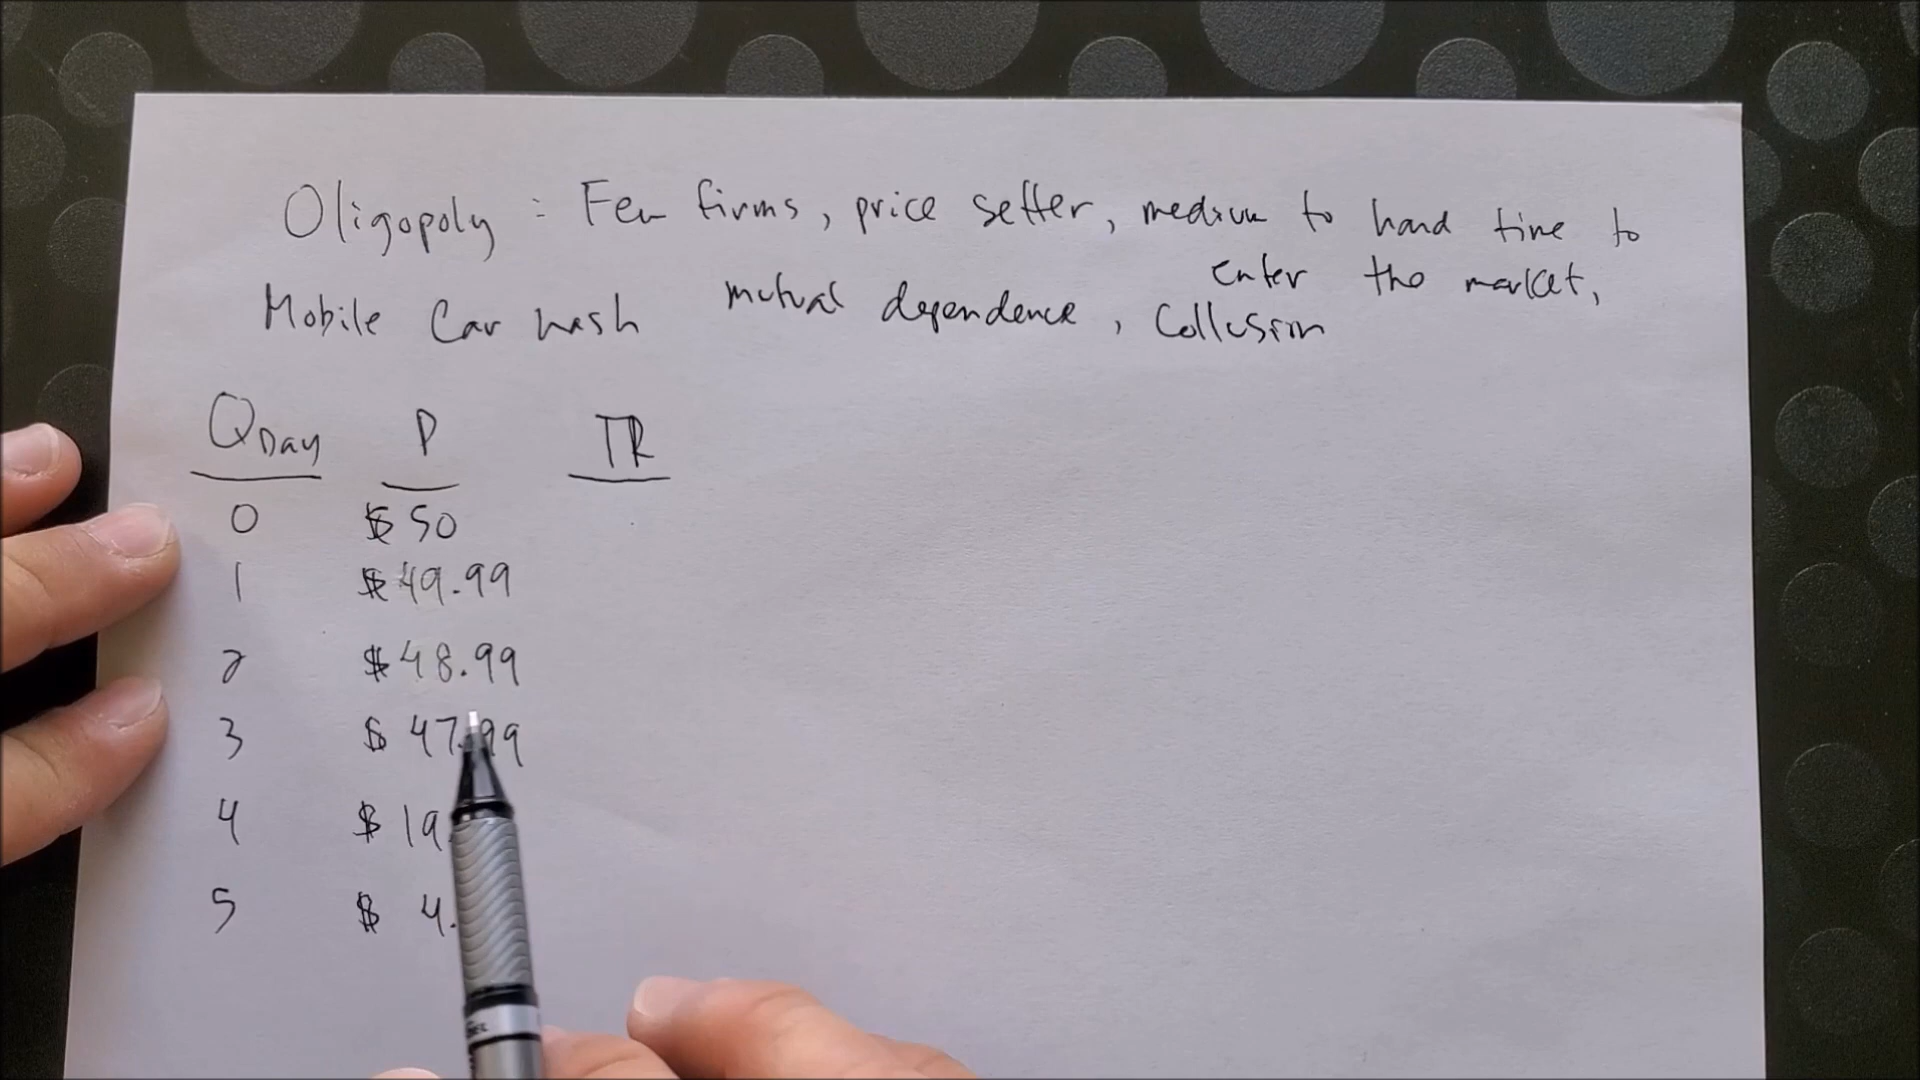 Oligopoly : Few firms, price setter, medium to hard time to
enter the market,
Mobile Car wash mutual dependence, Collusion
QDay P TR
0 $50
1 $49.99
2 $48.99
3 $47.99
4 $19.
5 $4.